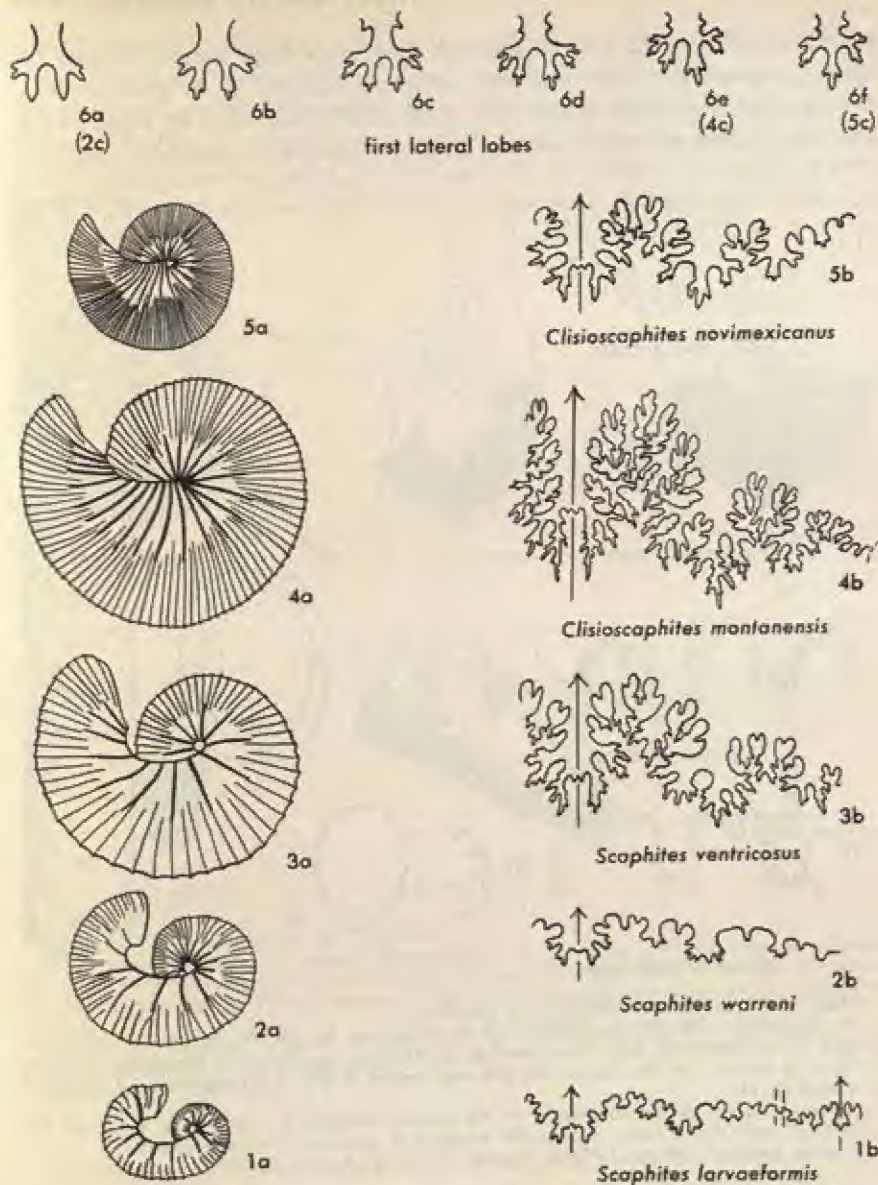 6a 6b 6c 6d 6e 6f
(2c) (4c) (5c)
first lateral lobes
5a 5b
Clisioscaphites novimexicanus
4a 4b
Clisioscaphites montanensis
3a 3b
Scaphites ventricosus
2a 2b
Scaphites warreni
1a 1b
Scaphites larvaeformis